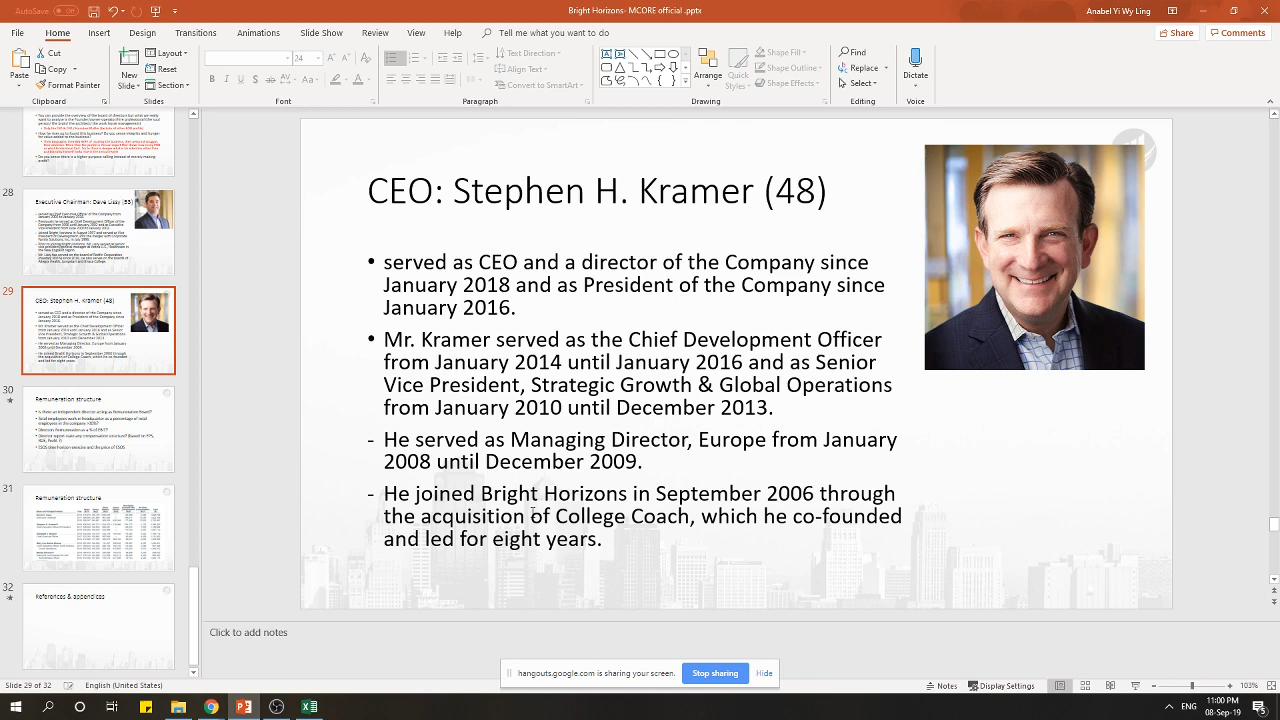 AutoSave Off
Bright Horizons- MCORE official .pptx
Anabel Yi Wy Ling
File Home Insert Design Transitions Animations Slide Show Review View Help Tell me what you want to do
Share Comments
Paste
Cut
Copy
Format Painter
Clipboard
New
Slide
Layout
Reset
Section
Slides
24
Font
Text Direction
Align Text
Convert to SmartArt
Paragraph
Arrange
Quick
Styles
Shape Fill
Shape Outline
Shape Effects
Drawing
Find
Replace
Select
Editing
Dictate
Voice
28
Executive Chairman: Dave Lissy (53)
29
CEO: Stephen H. Kramer (48)
30
Remuneration structure
31
Remuneration structure
32
References & appendices
CEO: Stephen H. Kramer (48)
• served as CEO and a director of the Company since
January 2018 and as President of the Company since
January 2016.
• Mr. Kramer served as the Chief Development Officer
from January 2014 until January 2016 and as Senior
Vice President, Strategic Growth & Global Operations
from January 2010 until December 2013.
- He served as Managing Director, Europe from January
2008 until December 2009.
- He joined Bright Horizons in September 2006 through
the acquisition of College Coach, which he co-founded
and led for eight years.
Click to add notes
hangouts.google.com is sharing your screen. Stop sharing Hide
Slide 29 of 32 English (United States) Notes Display Settings 103%
ENG 11:00 PM
08-Sep-19